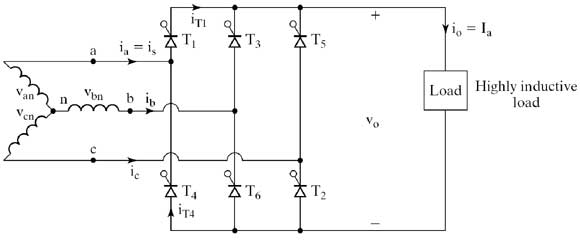 i_T1 + i_o = I_a
T_1 T_3 T_5
a i_a = i_s
v_an n v_bn b i_b Load Highly inductive
load
v_cn v_o
c i_c
T_4 T_6 T_2
i_T4 −